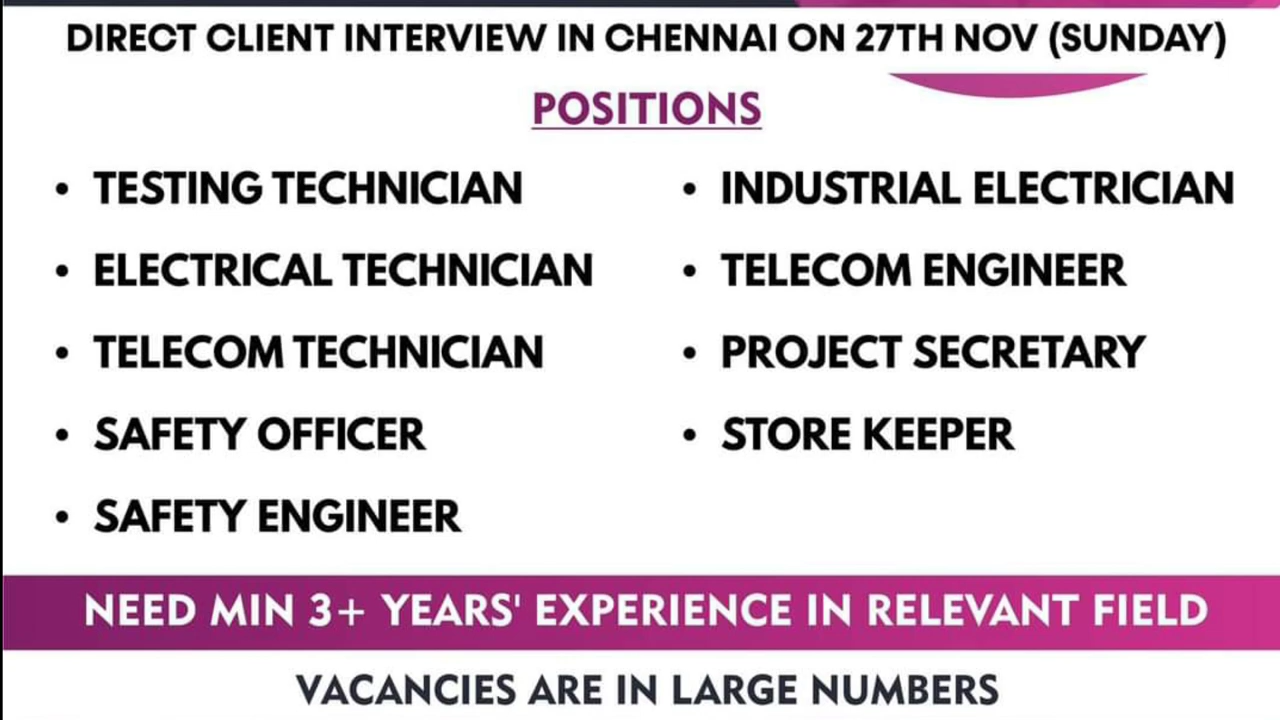 DIRECT CLIENT INTERVIEW IN CHENNAI ON 27TH NOV (SUNDAY)
POSITIONS
• TESTING TECHNICIAN
• ELECTRICAL TECHNICIAN
• TELECOM TECHNICIAN
• SAFETY OFFICER
• SAFETY ENGINEER
• INDUSTRIAL ELECTRICIAN
• TELECOM ENGINEER
• PROJECT SECRETARY
• STORE KEEPER
NEED MIN 3+ YEARS' EXPERIENCE IN RELEVANT FIELD
VACANCIES ARE IN LARGE NUMBERS